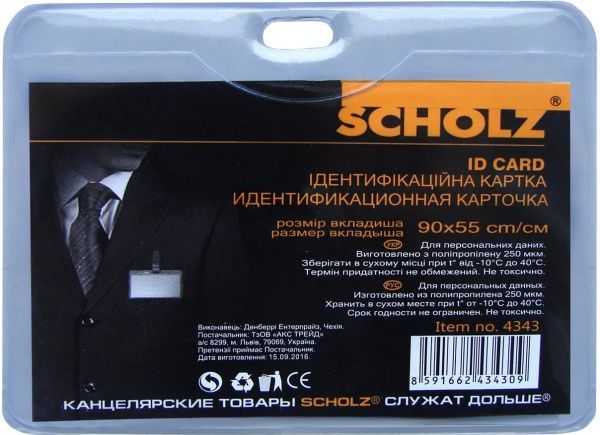 SCHOLZ®
ID CARD
ІДЕНТИФІКАЦІЙНА КАРТКА
ИДЕНТИФИКАЦИОННАЯ КАРТОЧКА
розмір вкладиша
размер вкладыша
90x55 cm/см
УКР Для персональних даних.
Виготовлено з поліпропілену 250 мкм.
Зберігати в сухому місці при t° від -10°C до 40°C.
Термін придатності не обмежений. Не токсично.
РУС Для персональных данных.
Изготовлено из полипропилена 250 мкм.
Хранить в сухом месте при t° от -10°C до 40°C.
Срок годности не ограничен. Не токсично.
Item no. 4343
Виконавець: Денберрі Ентерпрайз, Чехія.
Постачальник: ТзОВ «АКС ТРЕЙД»
а/с 8299, м. Львів, 79069, Україна.
Претензії приймає Постачальник.
Виготовлено: 15.09.2016.
CE
8 591662 434309
КАНЦЕЛЯРСКИЕ ТОВАРЫ SCHOLZ® СЛУЖАТ ДОЛЬШЕ®